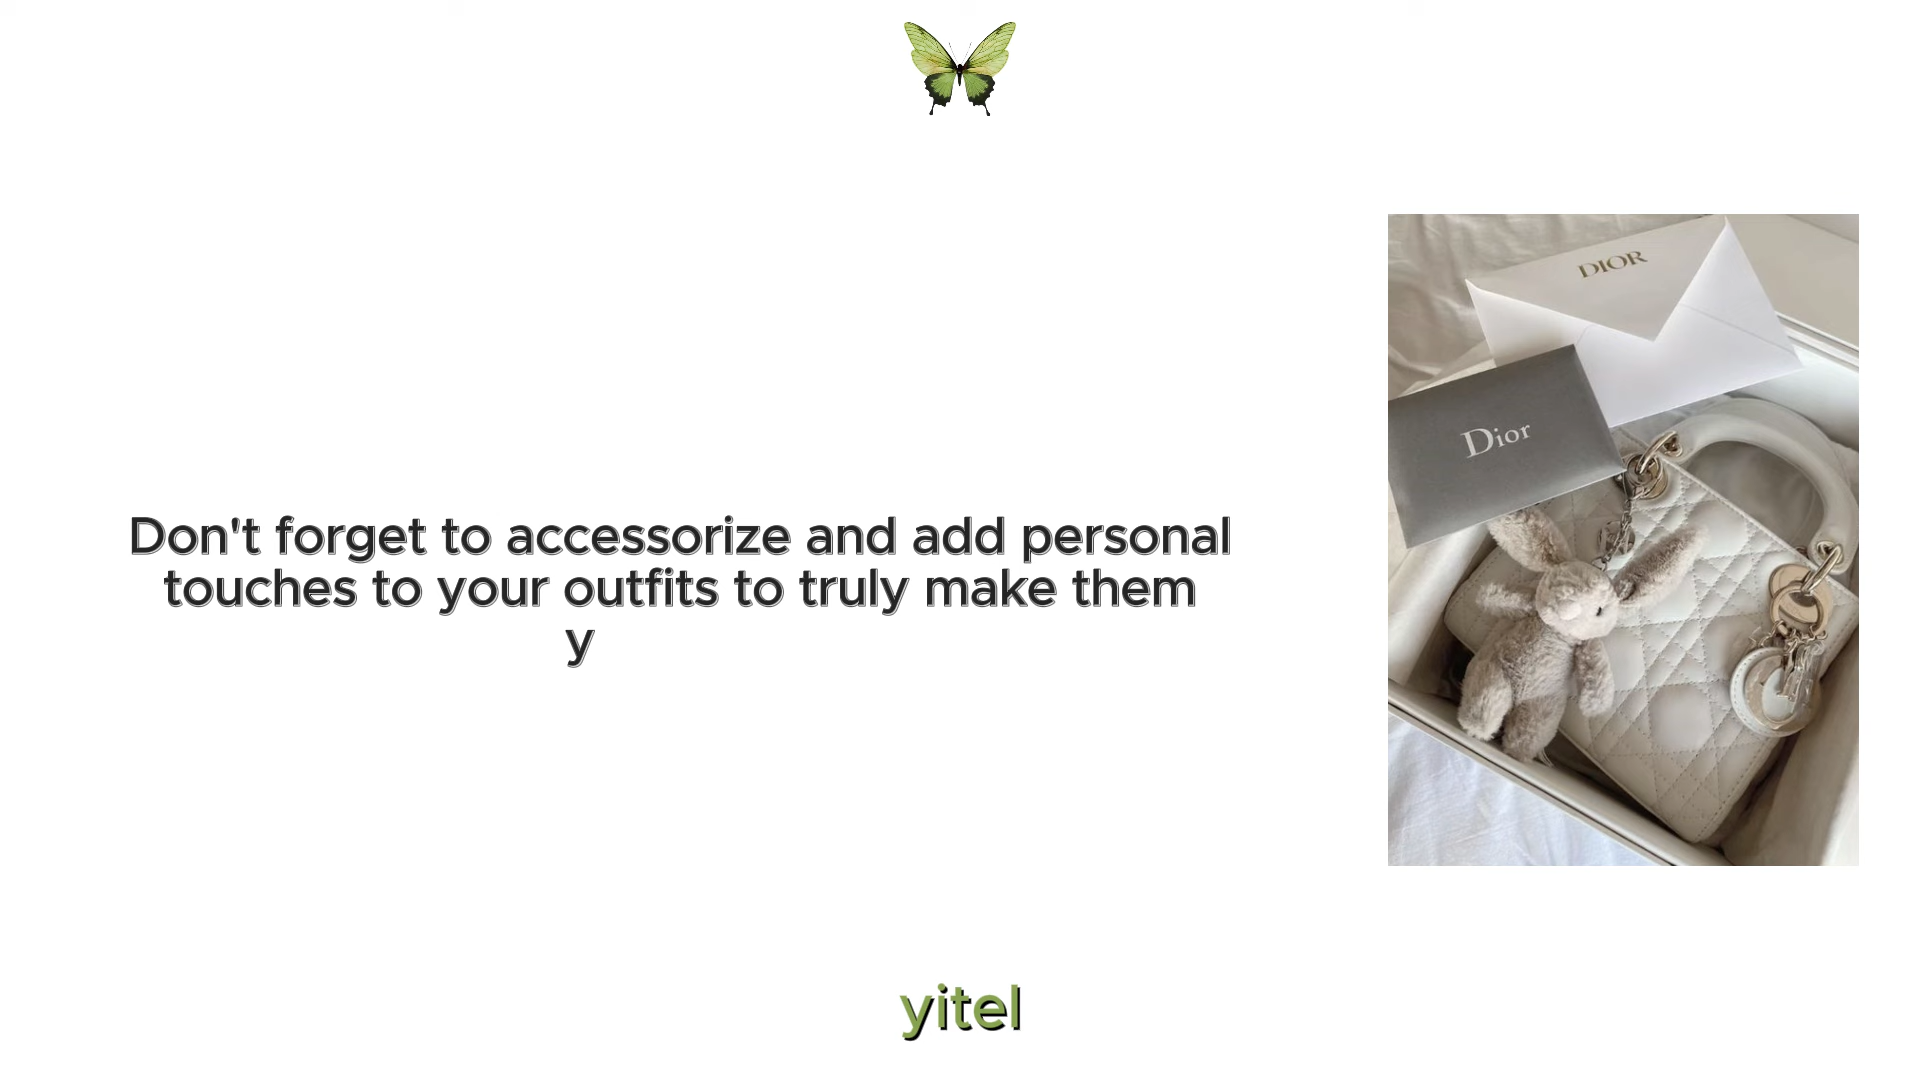 Don't forget to accessorize and add personal
touches to your outfits to truly make them
y
DIOR
Dior
yitel